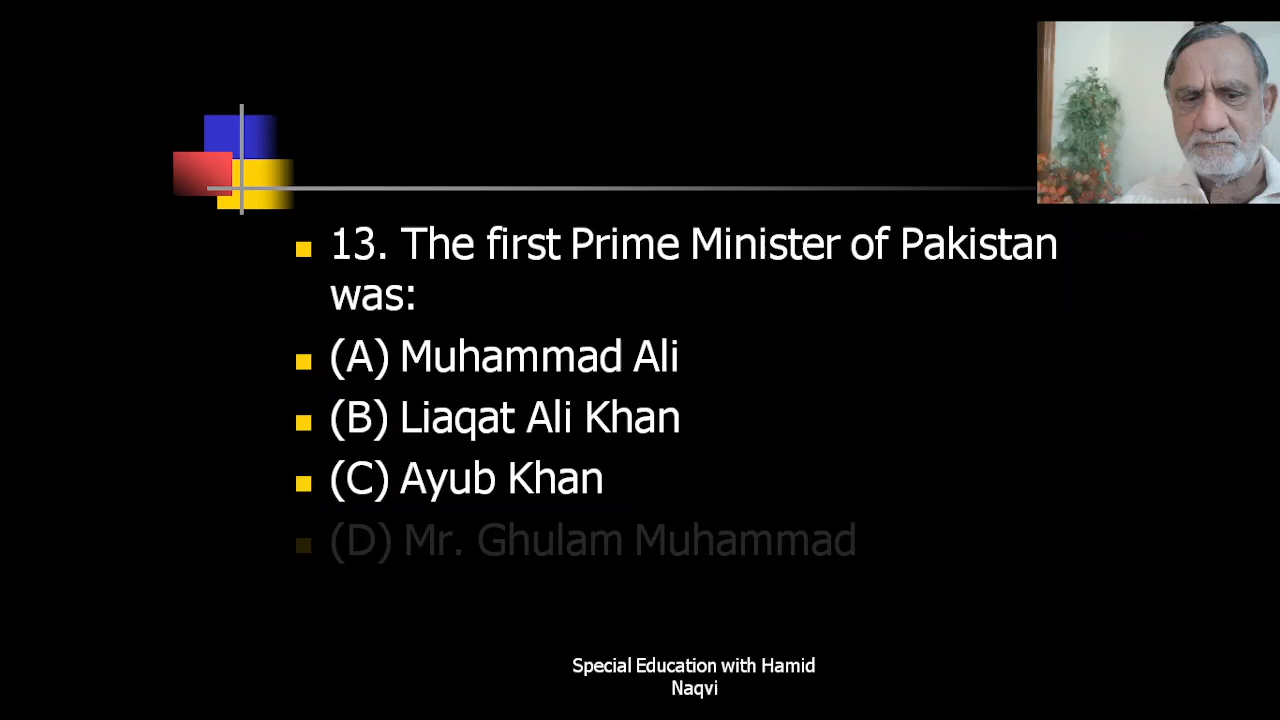 13. The first Prime Minister of Pakistan
was:
(A) Muhammad Ali
(B) Liaqat Ali Khan
(C) Ayub Khan
(D) Mr. Ghulam Muhammad
Special Education with Hamid
Naqvi